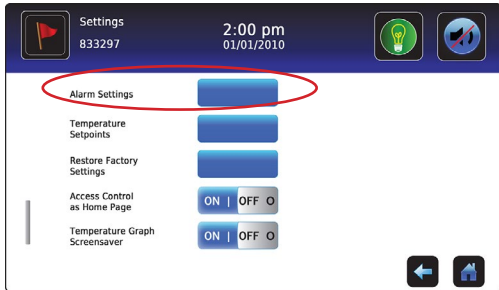 Settings
833297
2:00 pm
01/01/2010
Alarm Settings
Temperature
Setpoints
Restore Factory
Settings
Access Control
as Home Page
ON | OFF O
Temperature Graph
Screensaver
ON | OFF O